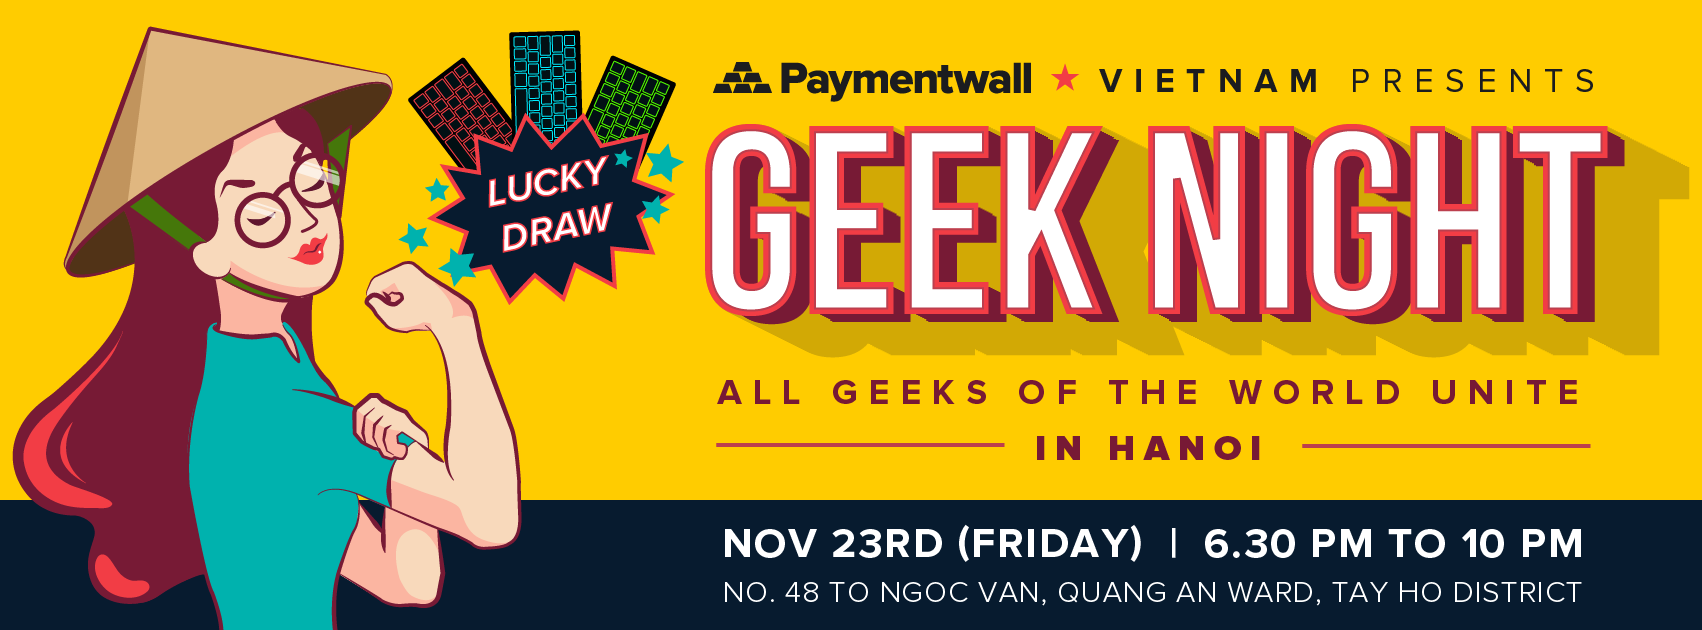 LUCKY
DRAW
Paymentwall ★ VIETNAM PRESENTS
GEEK NIGHT
ALL GEEKS OF THE WORLD UNITE
IN HANOI
NOV 23RD (FRIDAY) | 6.30 PM TO 10 PM
NO. 48 TO NGOC VAN, QUANG AN WARD, TAY HO DISTRICT